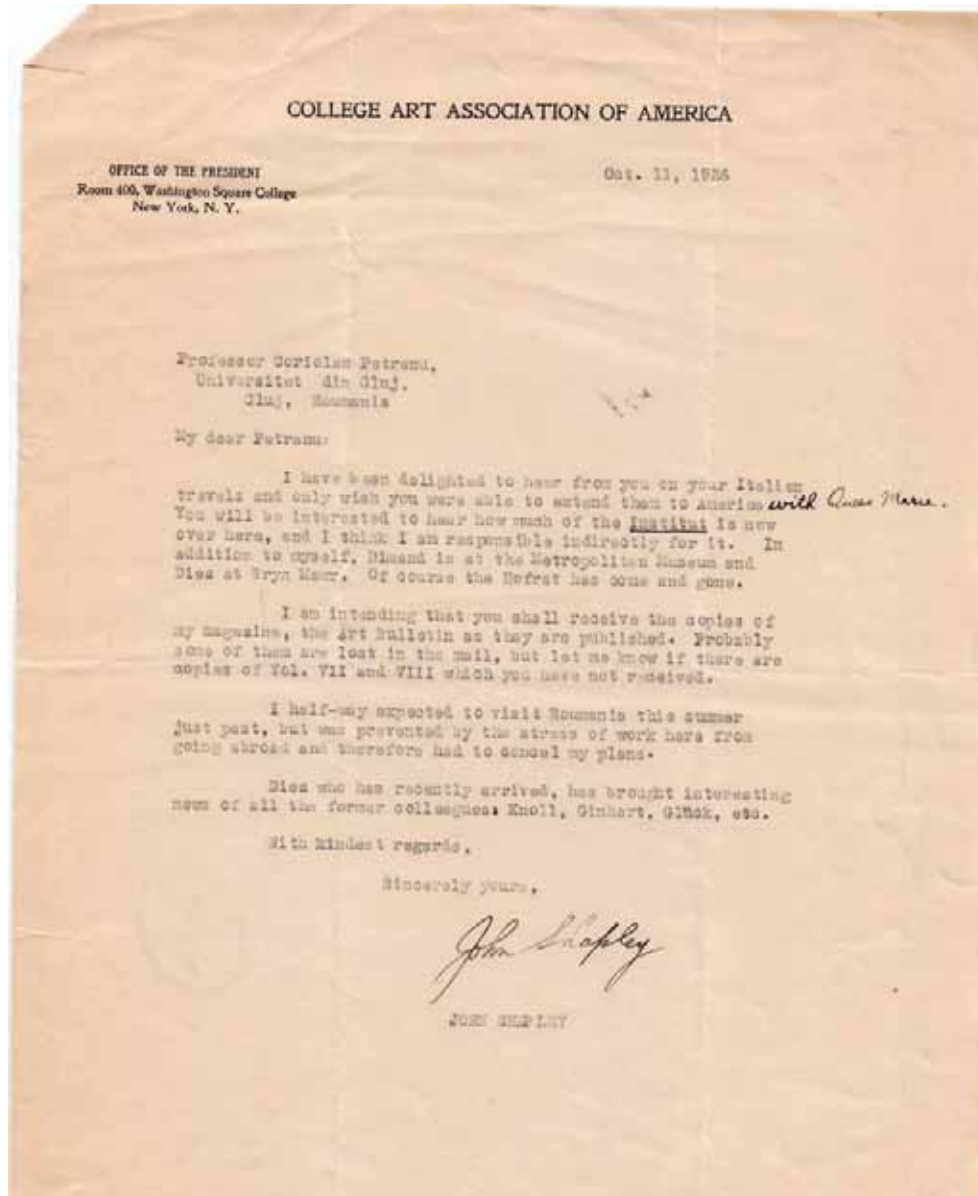 COLLEGE ART ASSOCIATION OF AMERICA
OFFICE OF THE PRESIDENT
Room 400, Washington Square College
New York, N. Y.
Oct. 11, 1926
Professor Coriolan Petranu,
Universitet din Cluj,
Cluj, Roumania
My dear Petranu:
I have been delighted to hear from you on your Italian
travels and only wish you were able to extend them to America with Queen Marie.
You will be interested to hear how much of the Institut is now
over here, and I think I am responsible indirectly for it. In
addition to myself, Dimand is at the Metropolitan Museum and
Diez at Bryn Mawr. Of course the Hofrat has come and gone.
I am intending that you shall receive the copies of
my magazine, the Art Bulletin as they are published. Probably
some of them are lost in the mail, but let me know if there are
copies of Vol. VII and VIII which you have not received.
I half-way expected to visit Roumania this summer
just past, but was prevented by the stress of work here from
going abroad and therefore had to cancel my plans.
Diez who has recently arrived, has brought interesting
news of all the former colleagues: Knoll, Ginhart, Glück, etc.
With kindest regards,
Sincerely yours,
John Shapley
JOHN SHAPLEY